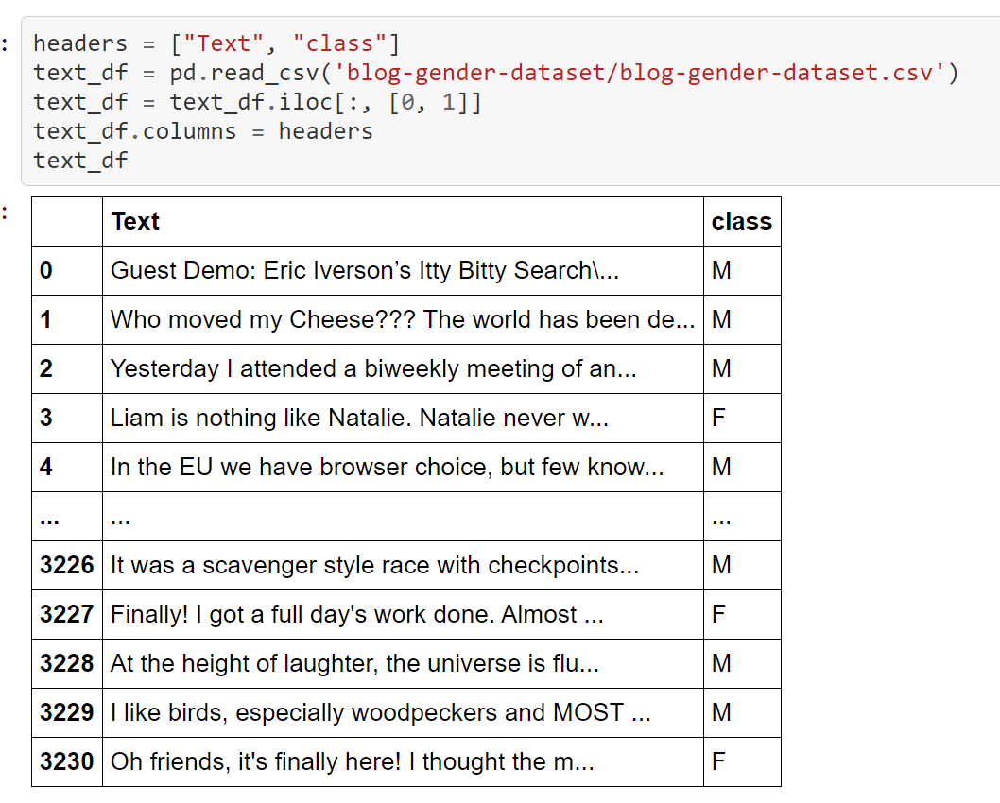 : headers = ["Text", "class"]
text_df = pd.read_csv('blog-gender-dataset/blog-gender-dataset.csv')
text_df = text_df.iloc[:, [0, 1]]
text_df.columns = headers
text_df
:
Text class
0 Guest Demo: Eric Iverson’s Itty Bitty Search\... M
1 Who moved my Cheese??? The world has been de... M
2 Yesterday I attended a biweekly meeting of an... M
3 Liam is nothing like Natalie. Natalie never w... F
4 In the EU we have browser choice, but few know... M
... ... ...
3226 It was a scavenger style race with checkpoints... M
3227 Finally! I got a full day's work done. Almost ... F
3228 At the height of laughter, the universe is flu... M
3229 I like birds, especially woodpeckers and MOST ... M
3230 Oh friends, it's finally here! I thought the m... F